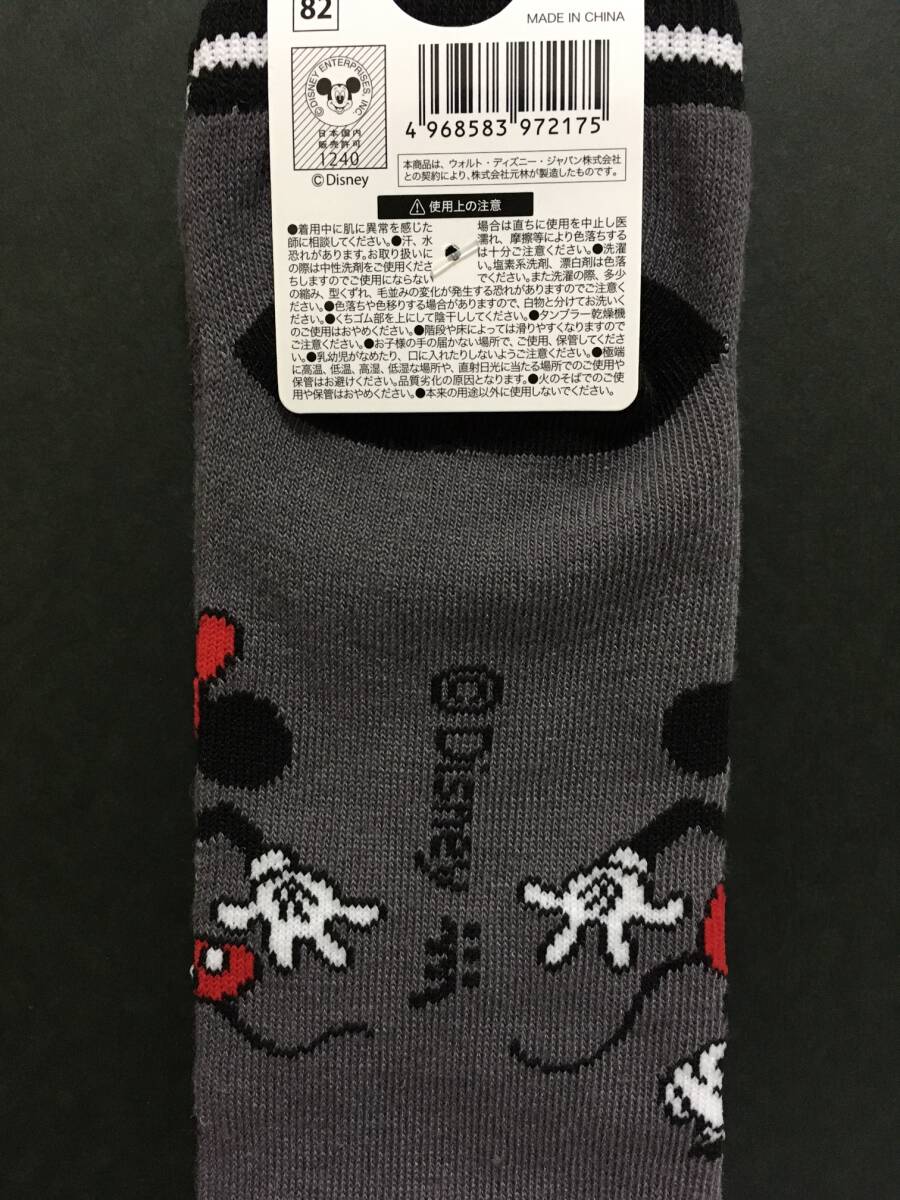 82
MADE IN CHINA
©DISNEY ENTERPRISES, INC.
日本国内
販売許可
1240
©Disney
4 968583 972175
本商品は、ウォルト・ディズニー・ジャパン株式会社
との契約により、株式会社元林が製造したものです。
使用上の注意
●着用中に肌に異常を感じた場合は直ちに使用を中止し医
師に相談してください。●汗、水濡れ、摩擦等により色落ちする
恐れがあります。お取り扱いには十分ご注意ください。●洗濯
の際は中性洗剤をご使用ください。塩素系洗剤、漂白剤は色落
ちしますのでご使用にならないでください。また洗濯の際、多少
の縮み、型くずれ、毛並みの変化が発生する恐れがありますのでご注意くだ
さい。●色落ちや色移りする場合がありますので、白物と分けてお洗いくだ
さい。●くちゴム部を上にして陰干ししてください。●タンブラー乾燥機
のご使用はおやめください。●階段や床によっては滑りやすくなりますので
ご注意ください。●お子様の手の届かない場所で、ご使用、保管してくださ
い。●乳幼児がなめたり、口に入れたりしないようご注意ください。●極端
に高温、低温、高湿、低湿な場所や、直射日光に当たる場所でのご使用や
保管はお避けください。品質劣化の原因となります。●火のそばでのご使
用や保管はおやめください。●本来の用途以外に使用しないでください。
©Disney